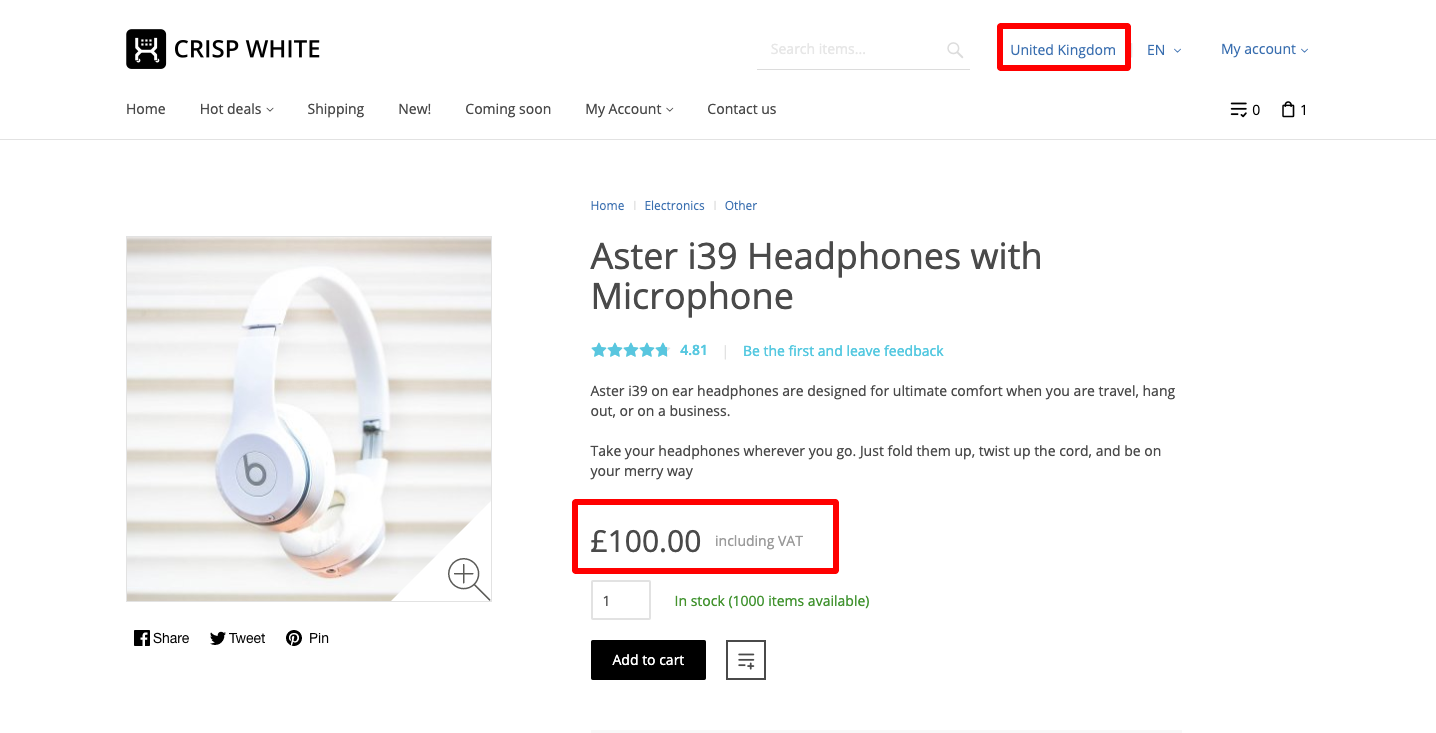 CRISP WHITE
Search items...
United Kingdom
EN
My account
Home
Hot deals
Shipping
New!
Coming soon
My Account
Contact us
0
1
Home
Electronics
Other
Aster i39 Headphones with
Microphone
4.81
Be the first and leave feedback
Aster i39 on ear headphones are designed for ultimate comfort when you are travel, hang
out, or on a business.
Take your headphones wherever you go. Just fold them up, twist up the cord, and be on
your merry way
£100.00 including VAT
1
In stock (1000 items available)
Add to cart
b
Share
Tweet
Pin